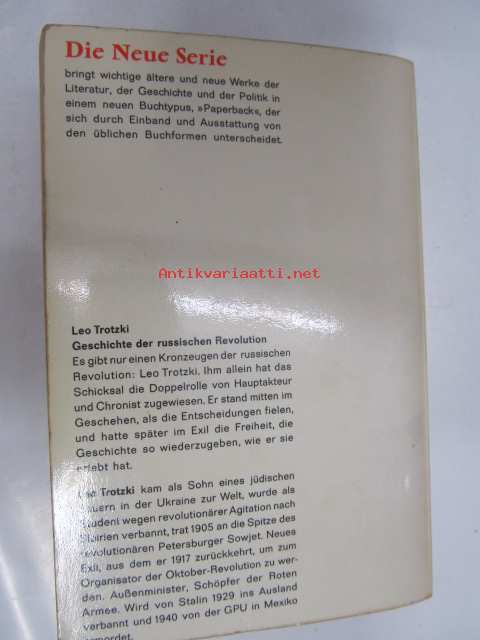 Die Neue Serie
bringt wichtige ältere und neue Werke der
Literatur, der Geschichte und der Politik in
einem neuen Buchtypus, »Paperback«, der
sich durch Einband und Ausstattung von
den üblichen Buchformen unterscheidet.
Antikvariaatti.net
Leo Trotzki
Geschichte der russischen Revolution
Es gibt nur einen Kronzeugen der russischen
Revolution: Leo Trotzki. Ihm allein hat das
Schicksal die Doppelrolle von Hauptakteur
und Chronist zugewiesen. Er stand mitten im
Geschehen, als die Entscheidungen fielen,
und hatte später im Exil die Freiheit, die
Geschichte so wiederzugeben, wie er sie
erlebt hat.
Leo Trotzki kam als Sohn eines jüdischen
Bauern in der Ukraine zur Welt, wurde als
Student wegen revolutionärer Agitation nach
Sibirien verbannt, trat 1905 an die Spitze des
revolutionären Petersburger Sowjet. Neues
Exil, aus dem er 1917 zurückkehrt, um zum
Organisator der Oktober-Revolution zu wer-
den. Außenminister, Schöpfer der Roten
Armee. Wird von Stalin 1929 ins Ausland
verbannt und 1940 von der GPU in Mexiko
ermordet.